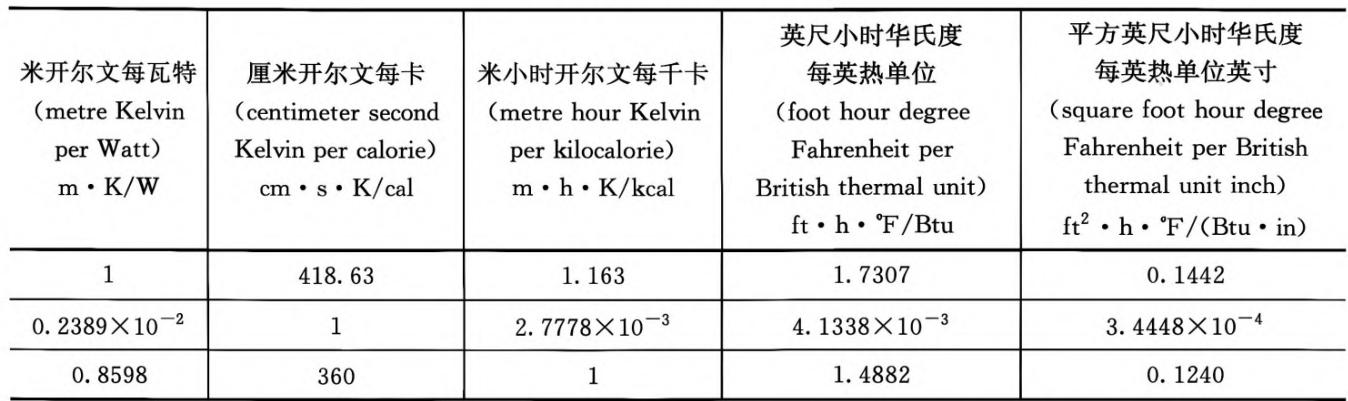 米开尔文每瓦特
(metre Kelvin
per Watt)
m·K/W
厘米开尔文每卡
(centimeter second
Kelvin per calorie)
cm·s·K/cal
米小时开尔文每千卡
(metre hour Kelvin
per kilocalorie)
m·h·K/kcal
英尺小时华氏度
每英热单位
(foot hour degree
Fahrenheit per
British thermal unit)
ft·h·℉/Btu
平方英尺小时华氏度
每英热单位英寸
(square foot hour degree
Fahrenheit per British
thermal unit inch)
ft²·h·℉/(Btu·in)
1 418.63 1.163 1.7307 0.1442
0.2389×10⁻² 1 2.7778×10⁻³ 4.1338×10⁻³ 3.4448×10⁻⁴
0.8598 360 1 1.4882 0.1240